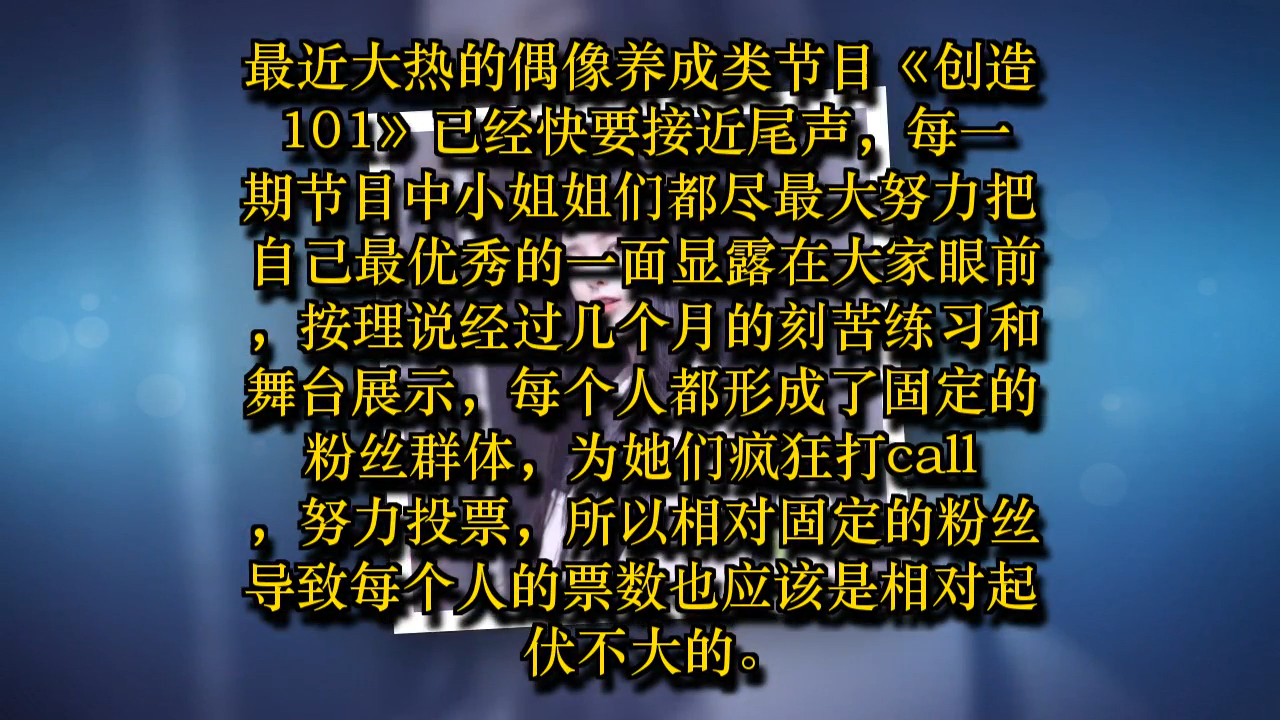 最近大热的偶像养成类节目《创造
101》已经快要接近尾声，每一
期节目中小姐姐们都尽最大努力把
自己最优秀的一面显露在大家眼前
，按理说经过几个月的刻苦练习和
舞台展示，每个人都形成了固定的
粉丝群体，为她们疯狂打call
，努力投票，所以相对固定的粉丝
导致每个人的票数也应该是相对起
伏不大的。